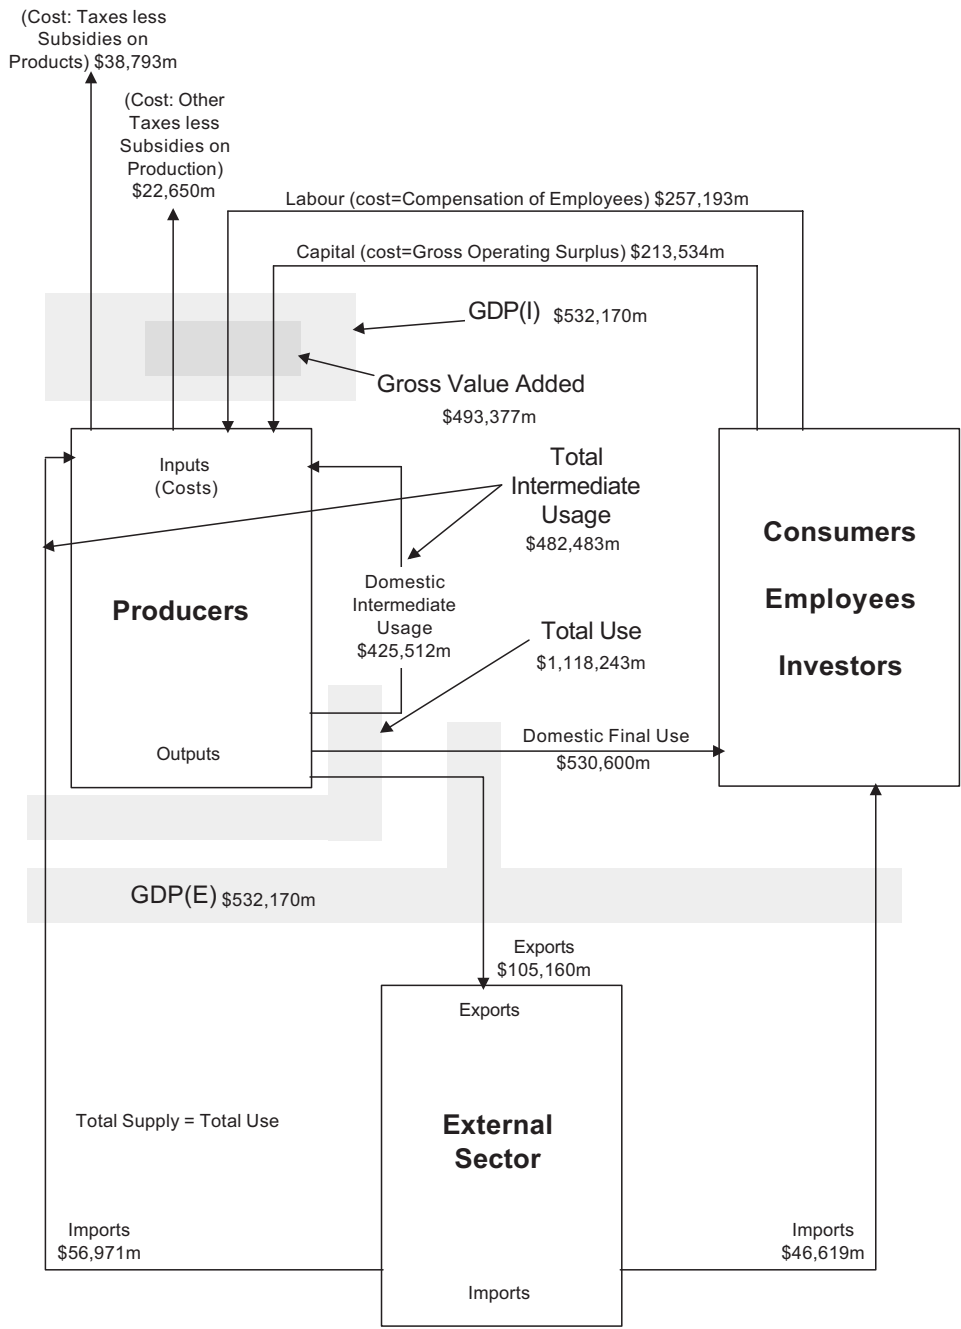 (Cost: Taxes less
Subsidies on
Products) $38,793m
(Cost: Other
Taxes less
Subsidies on
Production)
$22,650m
Labour (cost=Compensation of Employees) $257,193m
Capital (cost=Gross Operating Surplus) $213,534m
GDP(I) $532,170m
Gross Value Added
$493,377m
Inputs
(Costs)
Total
Intermediate
Usage
$482,483m
Consumers
Employees
Investors
Producers
Domestic
Intermediate
Usage
$425,512m
Total Use
$1,118,243m
Outputs
Domestic Final Use
$530,600m
GDP(E) $532,170m
Exports
$105,160m
Exports
External
Sector
Total Supply = Total Use
Imports
$56,971m
Imports
$46,619m
Imports